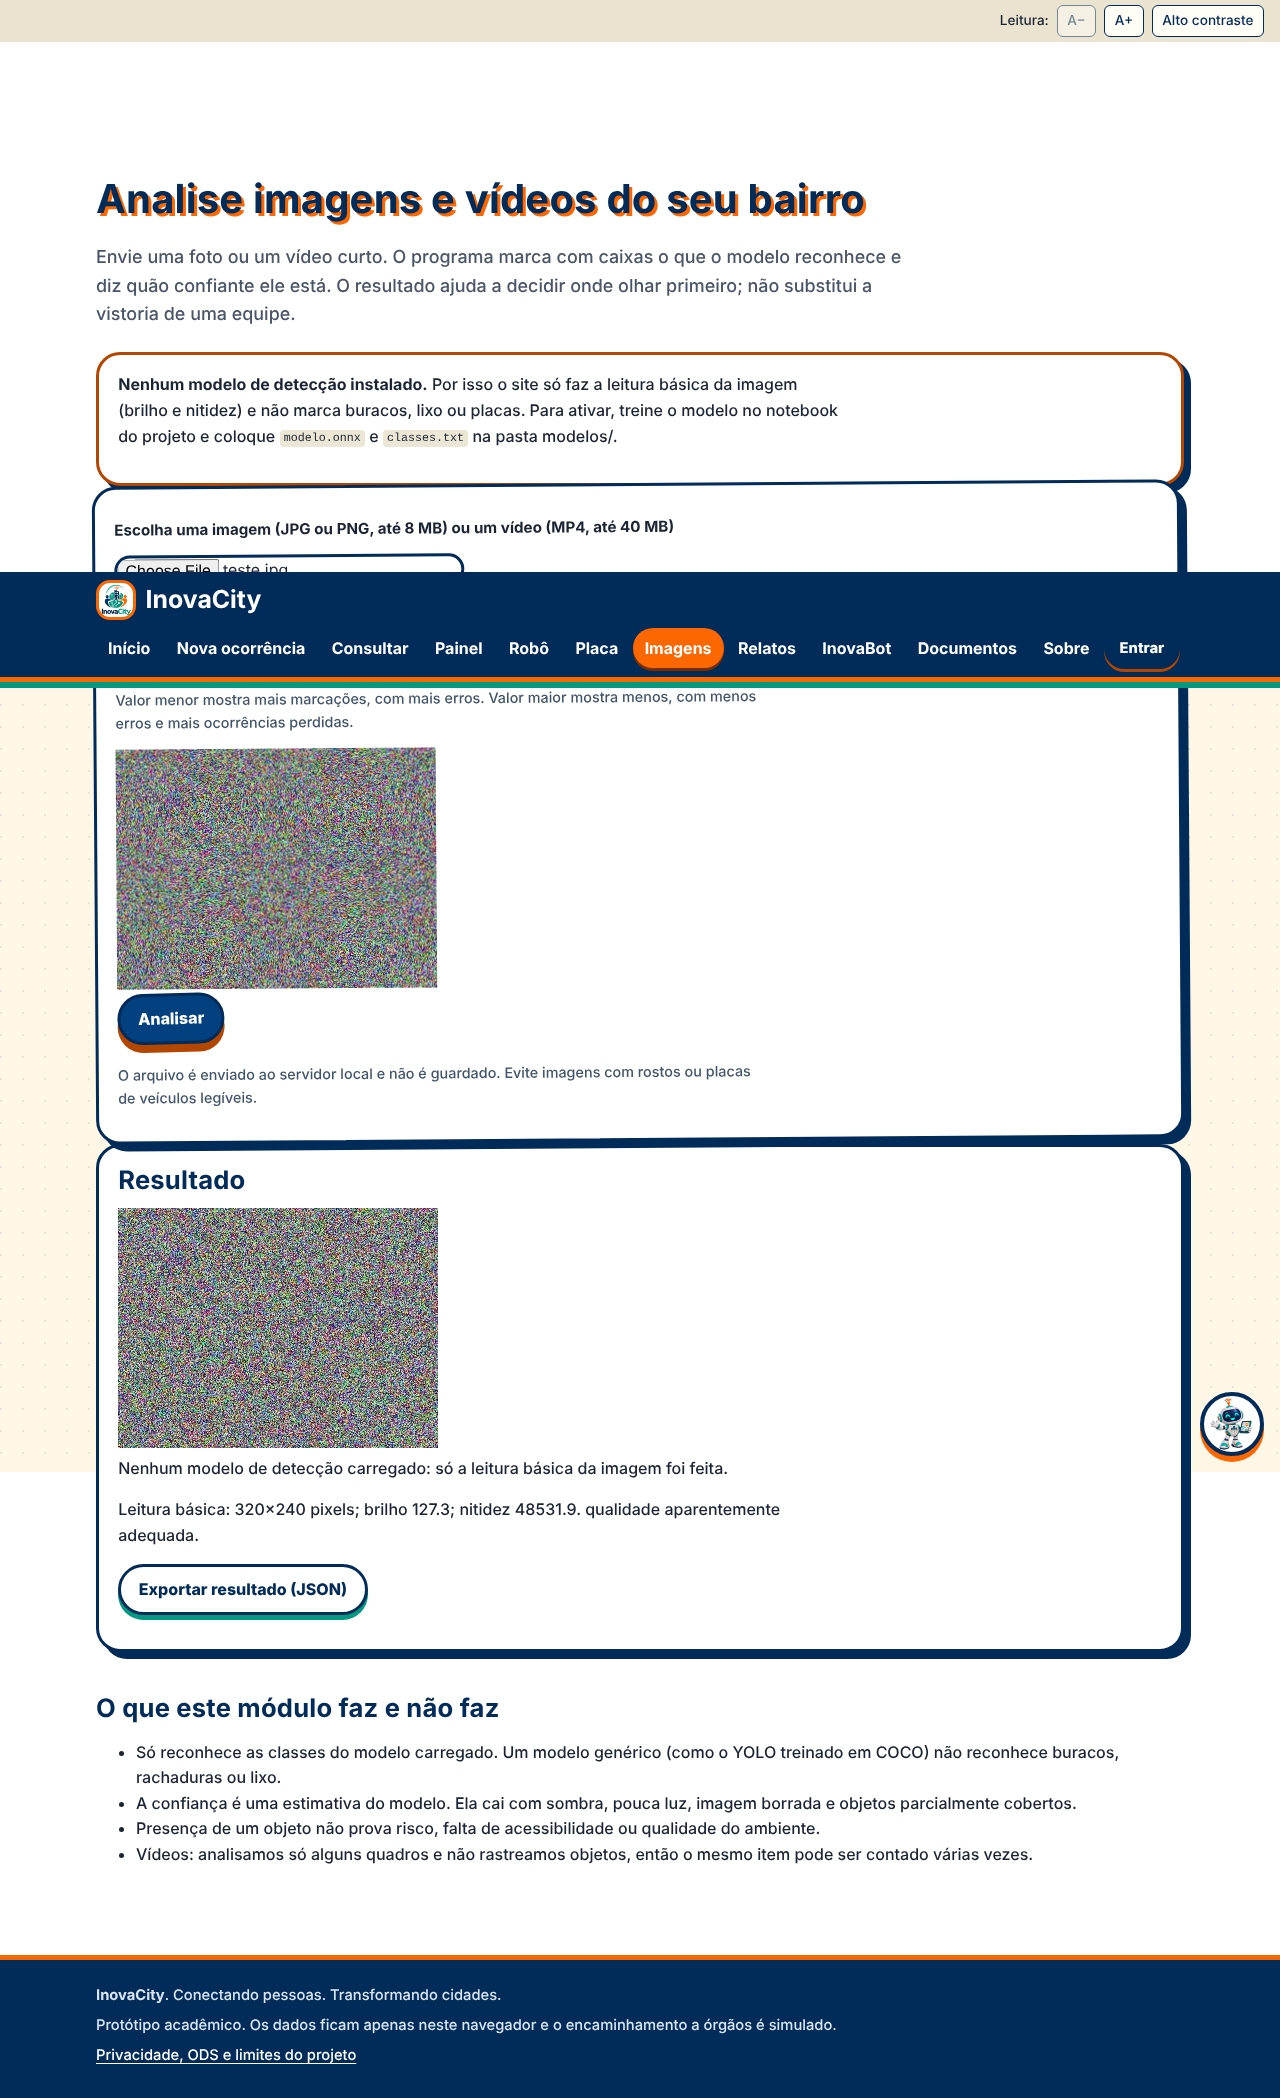 Leitura: A− A+ Alto contraste
Analise imagens e vídeos do seu bairro
Envie uma foto ou um vídeo curto. O programa marca com caixas o que o modelo reconhece e
diz quão confiante ele está. O resultado ajuda a decidir onde olhar primeiro; não substitui a
vistoria de uma equipe.
Nenhum modelo de detecção instalado. Por isso o site só faz a leitura básica da imagem
(brilho e nitidez) e não marca buracos, lixo ou placas. Para ativar, treine o modelo no notebook
do projeto e coloque modelo.onnx e classes.txt na pasta modelos/.
Escolha uma imagem (JPG ou PNG, até 8 MB) ou um vídeo (MP4, até 40 MB)
Choose File teste.jpg
InovaCity
InovaCity
Início Nova ocorrência Consultar Painel Robô Placa Imagens Relatos InovaBot Documentos Sobre Entrar
Valor menor mostra mais marcações, com mais erros. Valor maior mostra menos, com menos
erros e mais ocorrências perdidas.
Analisar
O arquivo é enviado ao servidor local e não é guardado. Evite imagens com rostos ou placas
de veículos legíveis.
Resultado
Nenhum modelo de detecção carregado: só a leitura básica da imagem foi feita.
Leitura básica: 320×240 pixels; brilho 127.3; nitidez 48531.9. qualidade aparentemente
adequada.
Exportar resultado (JSON)
O que este módulo faz e não faz
• Só reconhece as classes do modelo carregado. Um modelo genérico (como o YOLO treinado em COCO) não reconhece buracos,
rachaduras ou lixo.
• A confiança é uma estimativa do modelo. Ela cai com sombra, pouca luz, imagem borrada e objetos parcialmente cobertos.
• Presença de um objeto não prova risco, falta de acessibilidade ou qualidade do ambiente.
• Vídeos: analisamos só alguns quadros e não rastreamos objetos, então o mesmo item pode ser contado várias vezes.
InovaCity. Conectando pessoas. Transformando cidades.
Protótipo acadêmico. Os dados ficam apenas neste navegador e o encaminhamento a órgãos é simulado.
Privacidade, ODS e limites do projeto